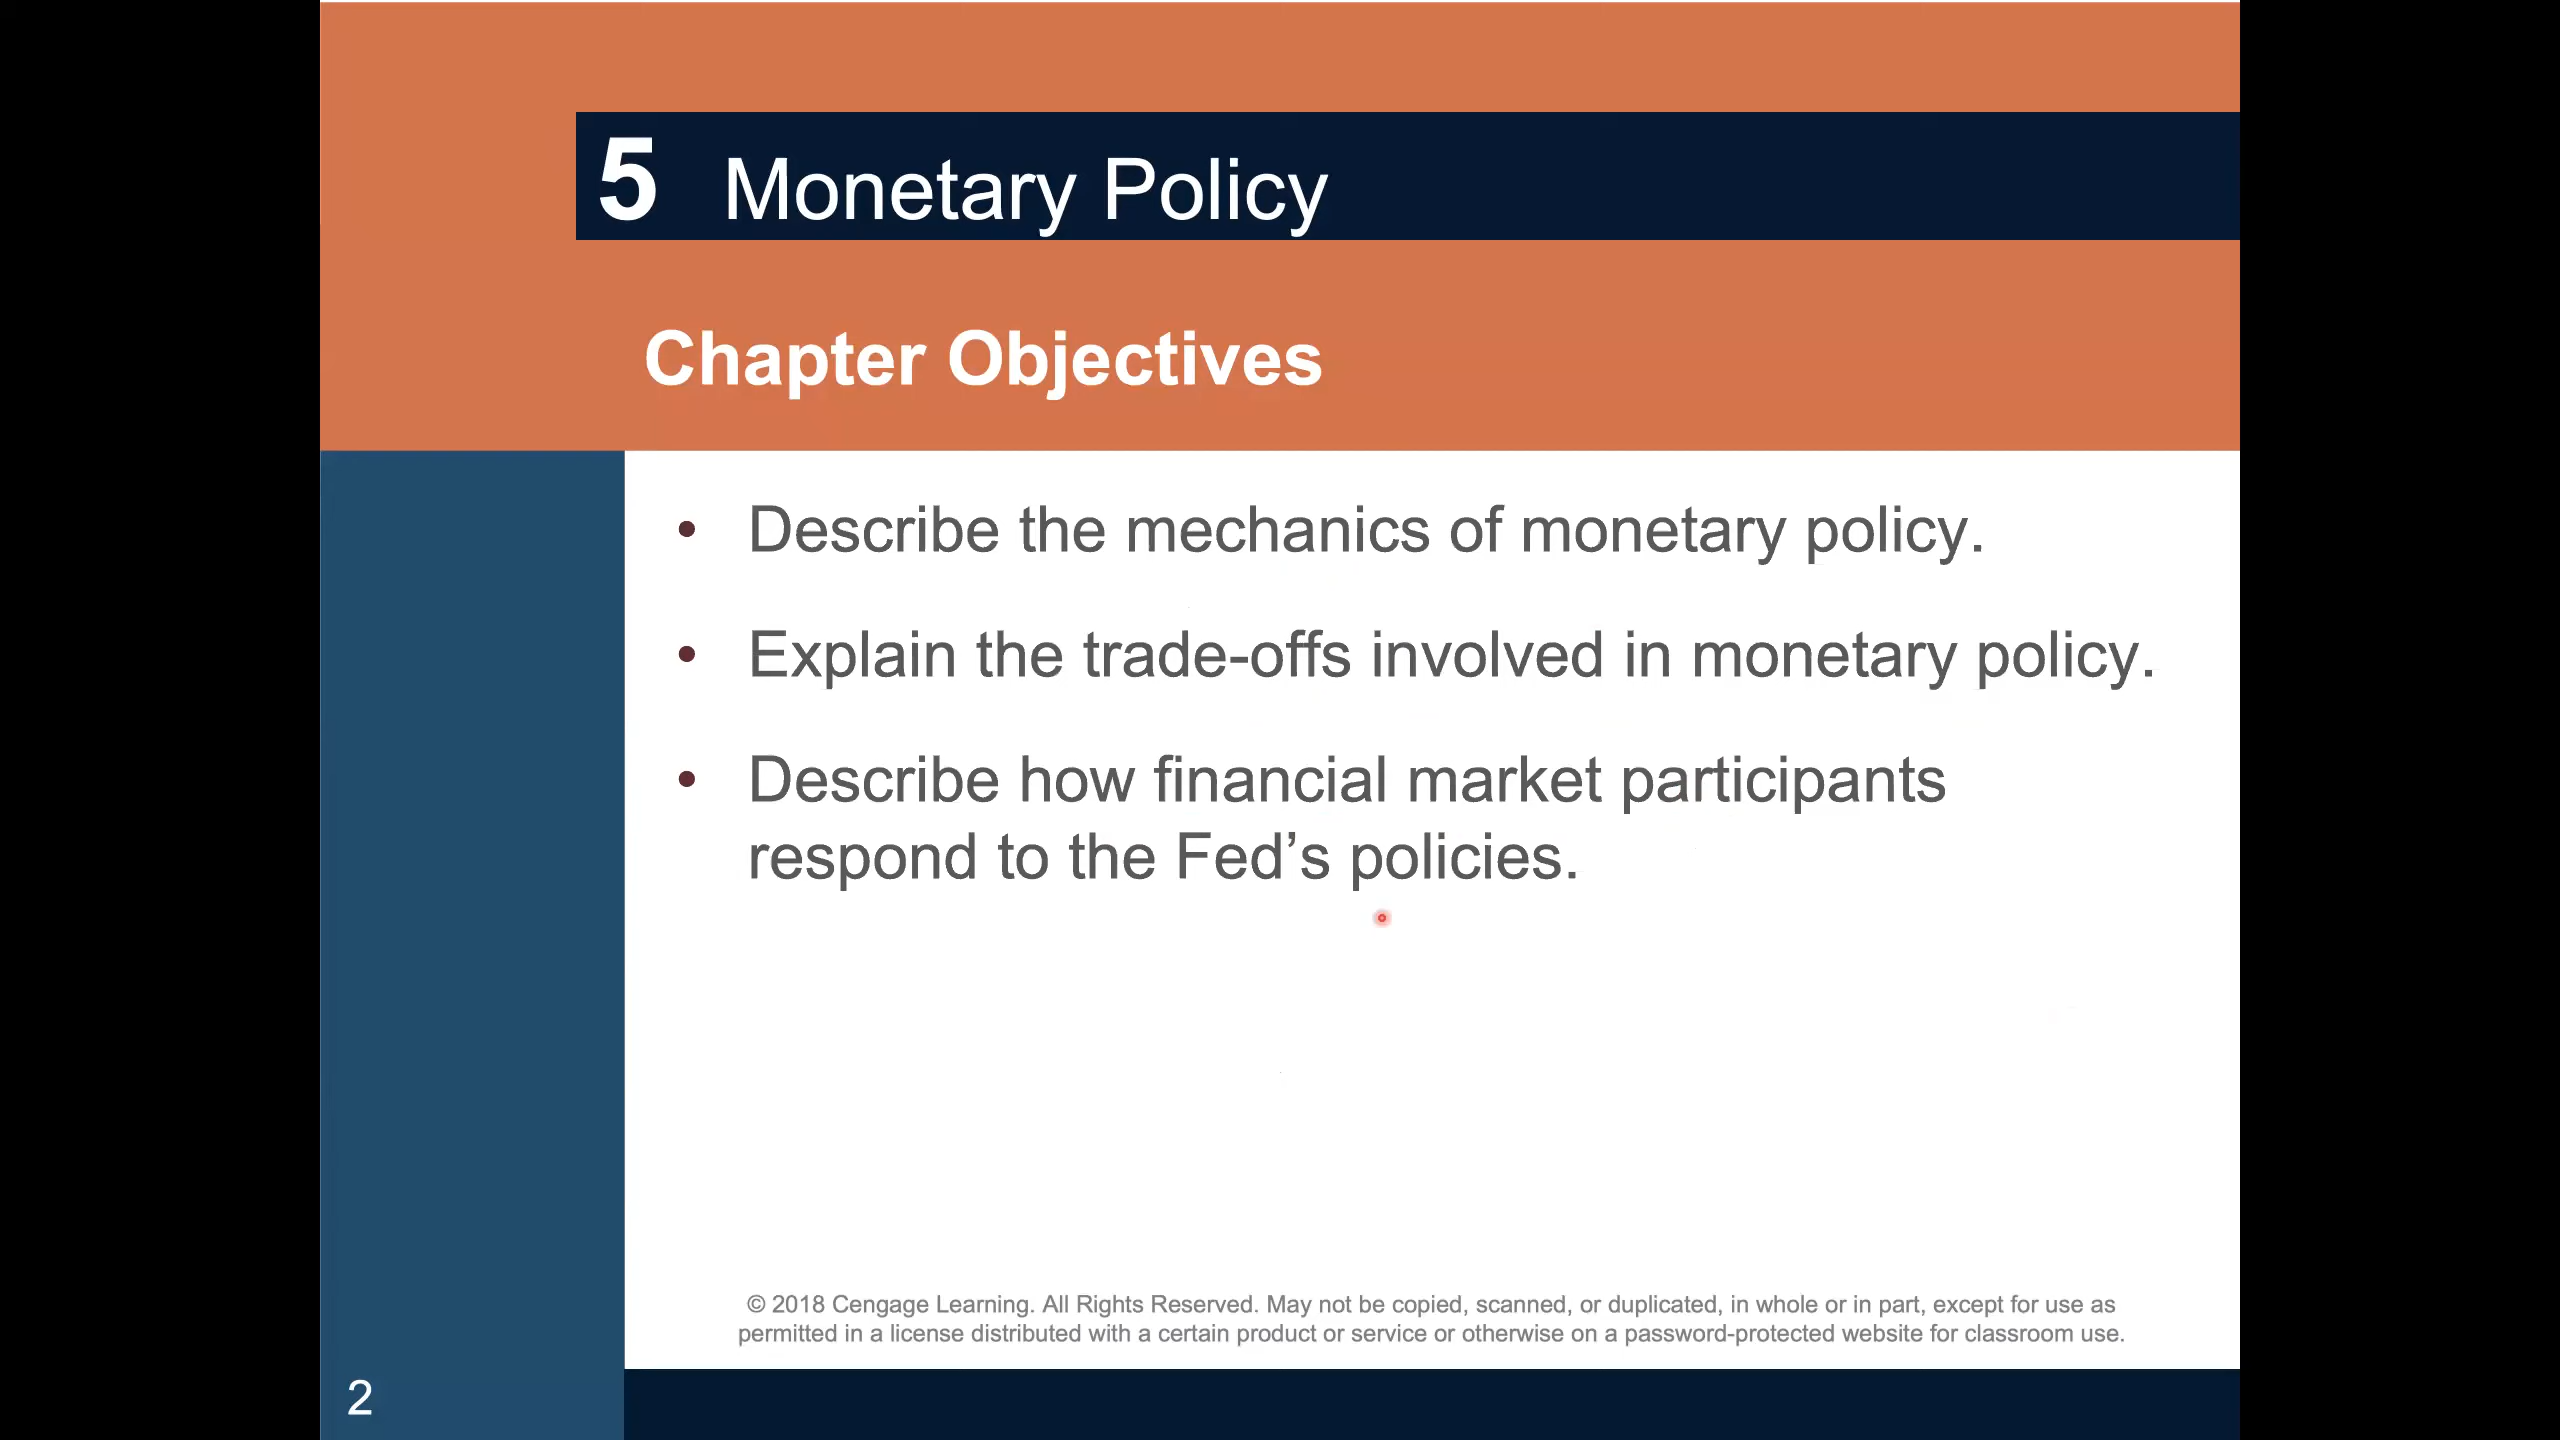 5 Monetary Policy
Chapter Objectives
• Describe the mechanics of monetary policy.
• Explain the trade-offs involved in monetary policy.
• Describe how financial market participants
respond to the Fed’s policies.
© 2018 Cengage Learning. All Rights Reserved. May not be copied, scanned, or duplicated, in whole or in part, except for use as
permitted in a license distributed with a certain product or service or otherwise on a password-protected website for classroom use.
2